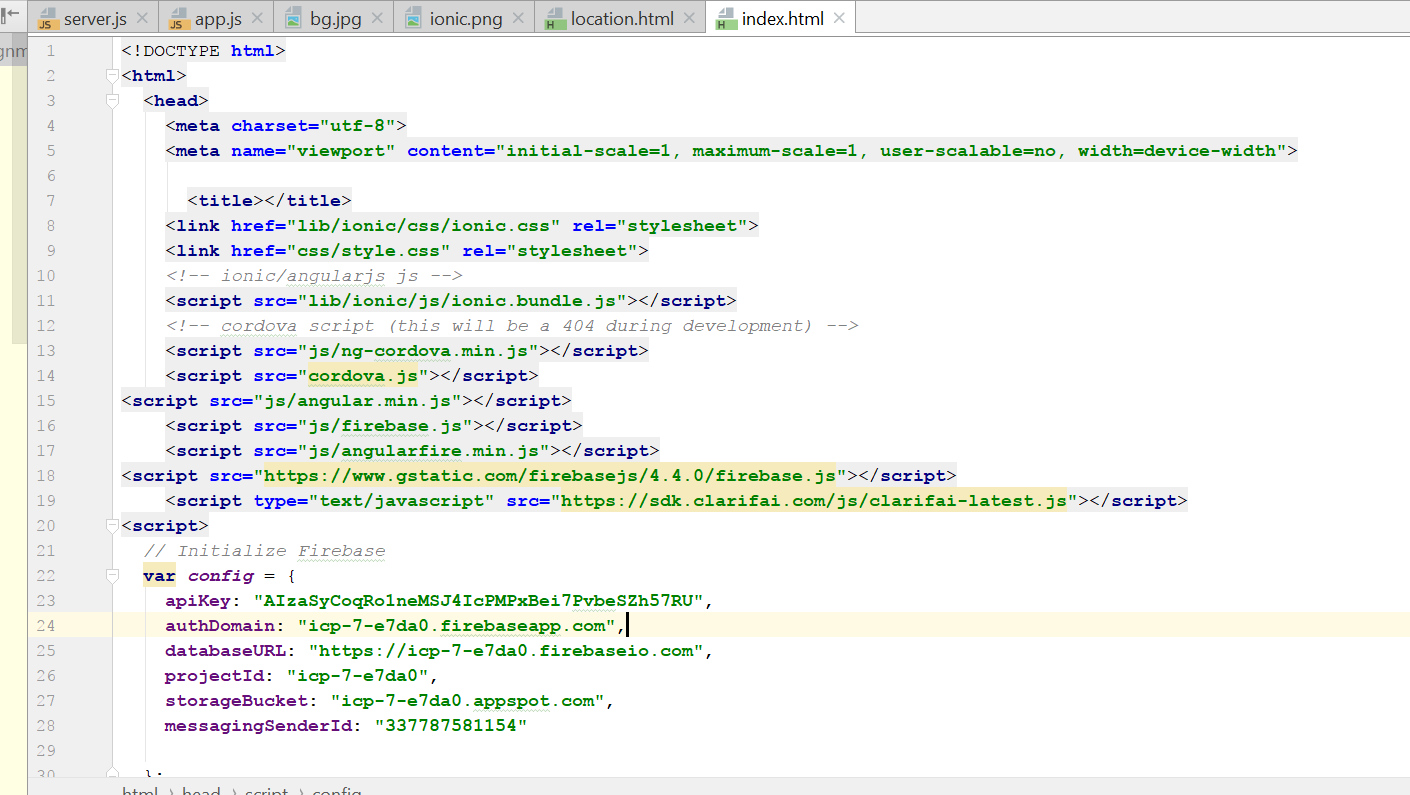 server.js app.js bg.jpg ionic.png location.html index.html
gnm
1 <!DOCTYPE html>
2 <html>
3 <head>
4 <meta charset="utf-8">
5 <meta name="viewport" content="initial-scale=1, maximum-scale=1, user-scalable=no, width=device-width">
6
7 <title></title>
8 <link href="lib/ionic/css/ionic.css" rel="stylesheet">
9 <link href="css/style.css" rel="stylesheet">
10 <!-- ionic/angularjs js -->
11 <script src="lib/ionic/js/ionic.bundle.js"></script>
12 <!-- cordova script (this will be a 404 during development) -->
13 <script src="js/ng-cordova.min.js"></script>
14 <script src="cordova.js"></script>
15 <script src="js/angular.min.js"></script>
16 <script src="js/firebase.js"></script>
17 <script src="js/angularfire.min.js"></script>
18 <script src="https://www.gstatic.com/firebasejs/4.4.0/firebase.js"></script>
19 <script type="text/javascript" src="https://sdk.clarifai.com/js/clarifai-latest.js"></script>
20 <script>
21 // Initialize Firebase
22 var config = {
23 apiKey: "AIzaSyCoqRo1neMSJ4IcPMPxBei7PvbeSZh57RU",
24 authDomain: "icp-7-e7da0.firebaseapp.com",
25 databaseURL: "https://icp-7-e7da0.firebaseio.com",
26 projectId: "icp-7-e7da0",
27 storageBucket: "icp-7-e7da0.appspot.com",
28 messagingSenderId: "337787581154"
29
30 };
html › head › script › config